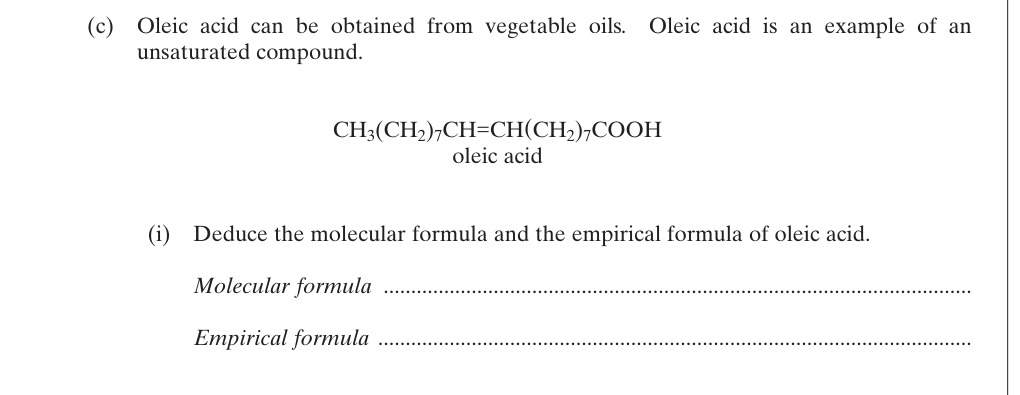 (c) Oleic acid can be obtained from vegetable oils. Oleic acid is an example of an
unsaturated compound.
CH₃(CH₂)₇CH=CH(CH₂)₇COOH
oleic acid
(i) Deduce the molecular formula and the empirical formula of oleic acid.
Molecular formula ..........................................................................................................
Empirical formula ...........................................................................................................